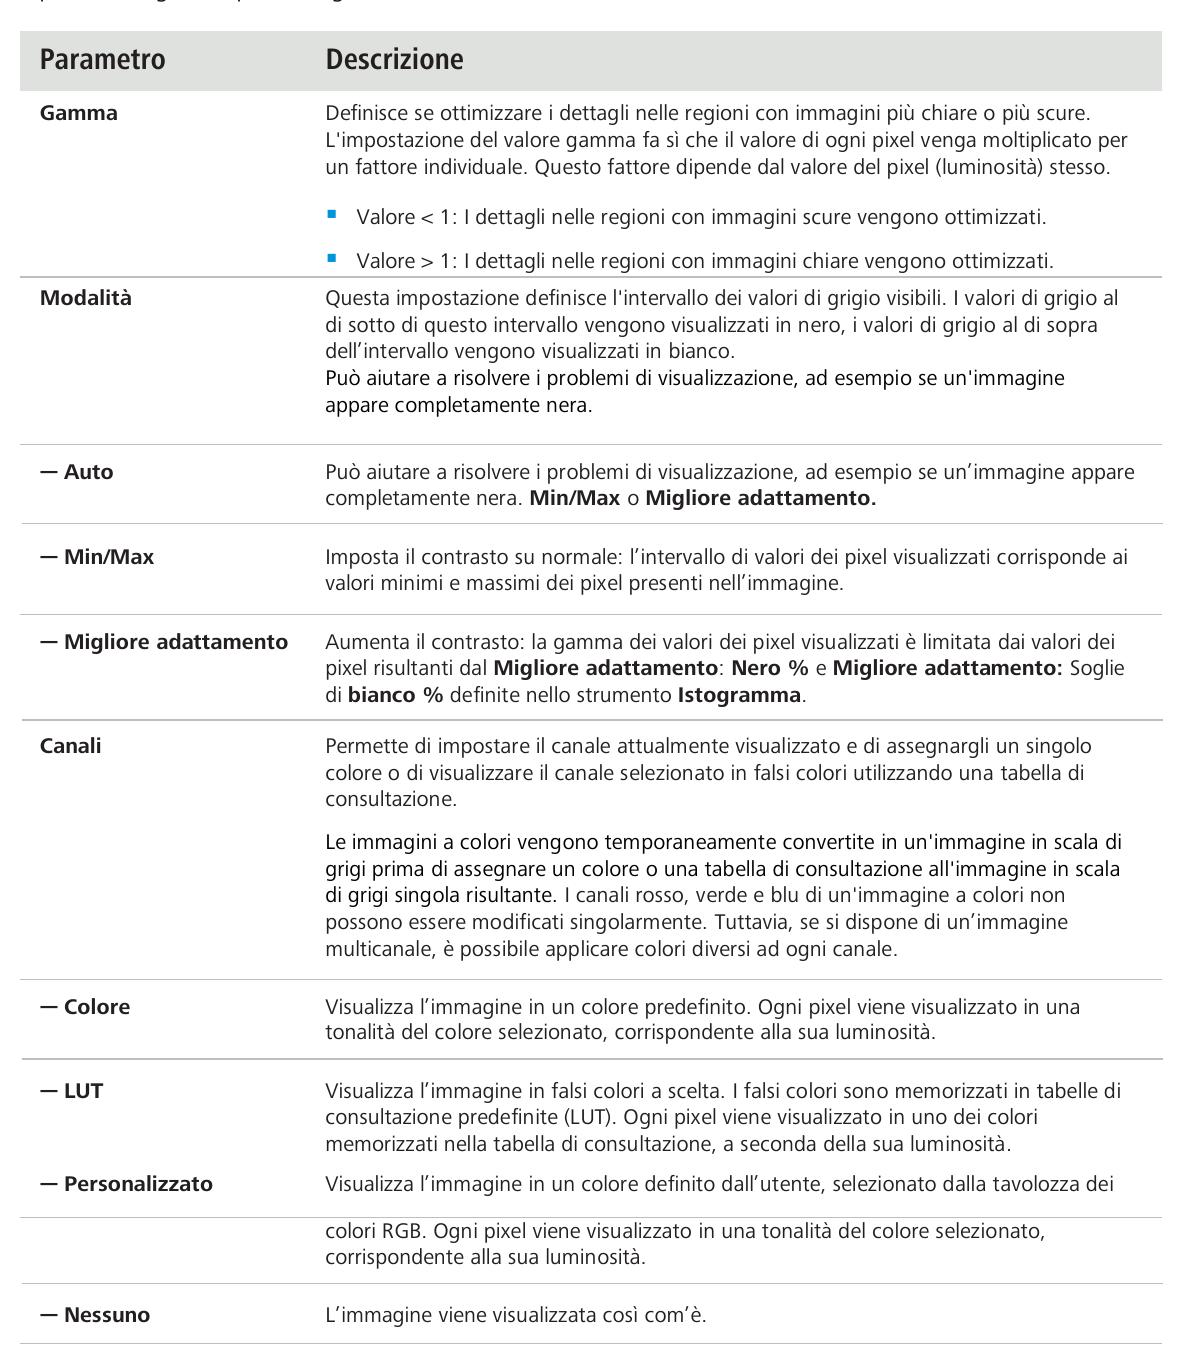 Parametro Descrizione
Gamma Definisce se ottimizzare i dettagli nelle regioni con immagini più chiare o più scure.
L'impostazione del valore gamma fa sì che il valore di ogni pixel venga moltiplicato per
un fattore individuale. Questo fattore dipende dal valore del pixel (luminosità) stesso.
Valore < 1: I dettagli nelle regioni con immagini scure vengono ottimizzati.
Valore > 1: I dettagli nelle regioni con immagini chiare vengono ottimizzati.
Modalità Questa impostazione definisce l'intervallo dei valori di grigio visibili. I valori di grigio al
di sotto di questo intervallo vengono visualizzati in nero, i valori di grigio al di sopra
dell’intervallo vengono visualizzati in bianco.
Può aiutare a risolvere i problemi di visualizzazione, ad esempio se un'immagine
appare completamente nera.
— Auto Può aiutare a risolvere i problemi di visualizzazione, ad esempio se un’immagine appare
completamente nera. Min/Max o Migliore adattamento.
— Min/Max Imposta il contrasto su normale: l’intervallo di valori dei pixel visualizzati corrisponde ai
valori minimi e massimi dei pixel presenti nell’immagine.
— Migliore adattamento Aumenta il contrasto: la gamma dei valori dei pixel visualizzati è limitata dai valori dei
pixel risultanti dal Migliore adattamento: Nero % e Migliore adattamento: Soglie
di bianco % definite nello strumento Istogramma.
Canali Permette di impostare il canale attualmente visualizzato e di assegnargli un singolo
colore o di visualizzare il canale selezionato in falsi colori utilizzando una tabella di
consultazione.
Le immagini a colori vengono temporaneamente convertite in un'immagine in scala di
grigi prima di assegnare un colore o una tabella di consultazione all'immagine in scala
di grigi singola risultante. I canali rosso, verde e blu di un'immagine a colori non
possono essere modificati singolarmente. Tuttavia, se si dispone di un’immagine
multicanale, è possibile applicare colori diversi ad ogni canale.
— Colore Visualizza l’immagine in un colore predefinito. Ogni pixel viene visualizzato in una
tonalità del colore selezionato, corrispondente alla sua luminosità.
— LUT Visualizza l’immagine in falsi colori a scelta. I falsi colori sono memorizzati in tabelle di
consultazione predefinite (LUT). Ogni pixel viene visualizzato in uno dei colori
memorizzati nella tabella di consultazione, a seconda della sua luminosità.
— Personalizzato Visualizza l’immagine in un colore definito dall’utente, selezionato dalla tavolozza dei
colori RGB. Ogni pixel viene visualizzato in una tonalità del colore selezionato,
corrispondente alla sua luminosità.
— Nessuno L’immagine viene visualizzata così com’è.